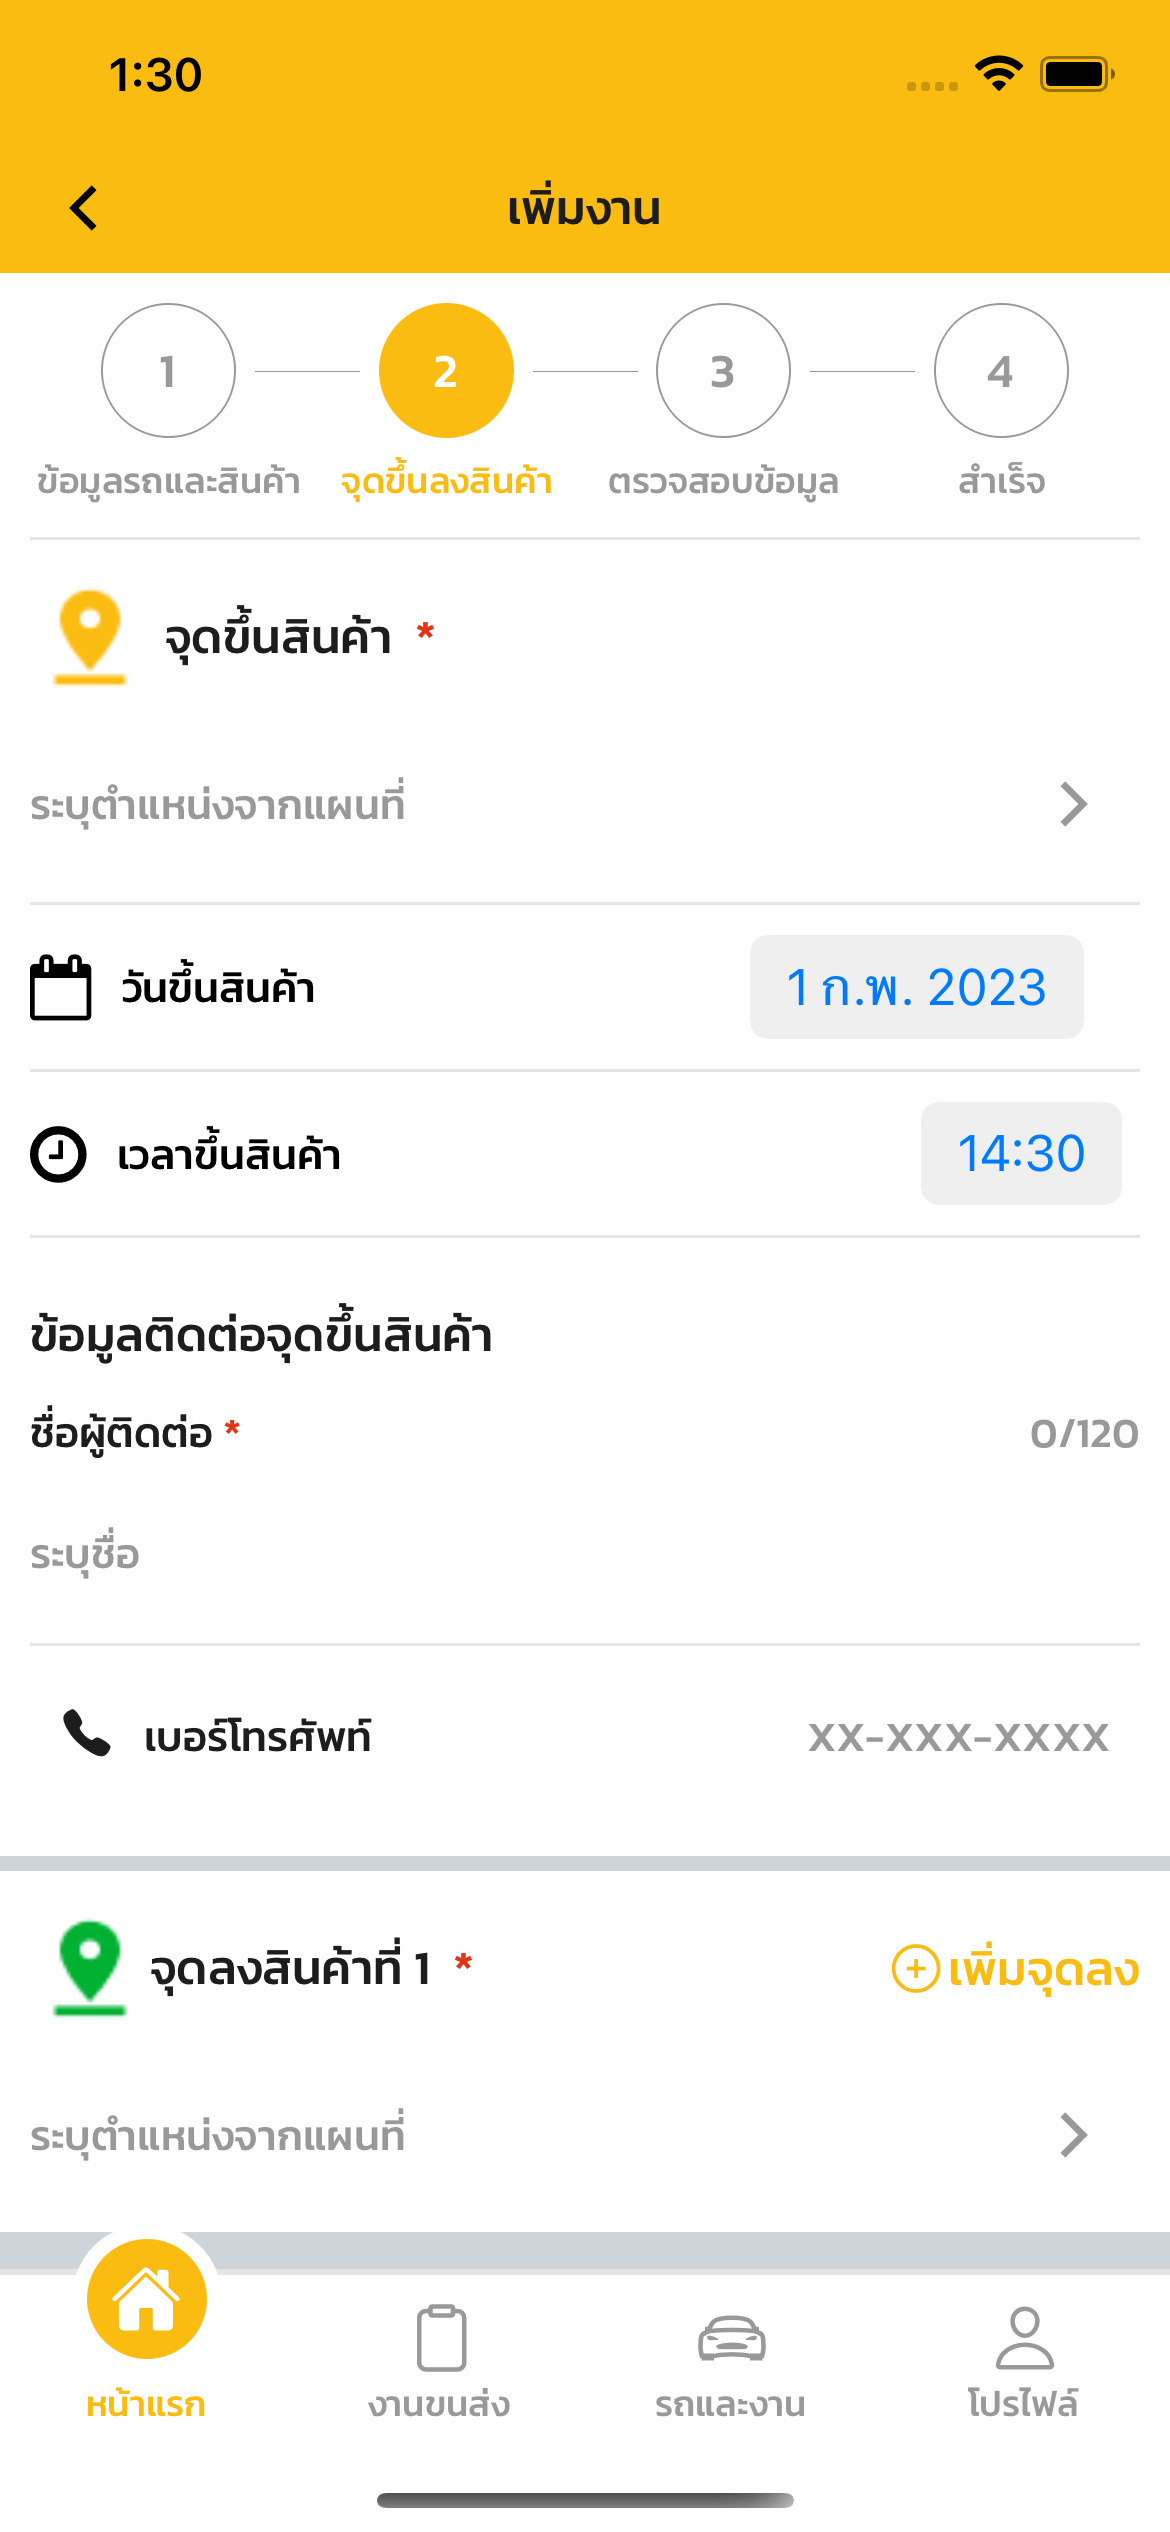 1:30
เพิ่มงาน
1 2 3 4
ข้อมูลรถและสินค้า จุดขึ้นลงสินค้า ตรวจสอบข้อมูล สำเร็จ
จุดขึ้นสินค้า *
ระบุตำแหน่งจากแผนที่
วันขึ้นสินค้า 1 ก.พ. 2023
เวลาขึ้นสินค้า 14:30
ข้อมูลติดต่อจุดขึ้นสินค้า
ชื่อผู้ติดต่อ * 0/120
ระบุชื่อ
เบอร์โทรศัพท์ XX-XXX-XXXX
จุดลงสินค้าที่ 1 * เพิ่มจุดลง
ระบุตำแหน่งจากแผนที่
หน้าแรก งานขนส่ง รถและงาน โปรไฟล์